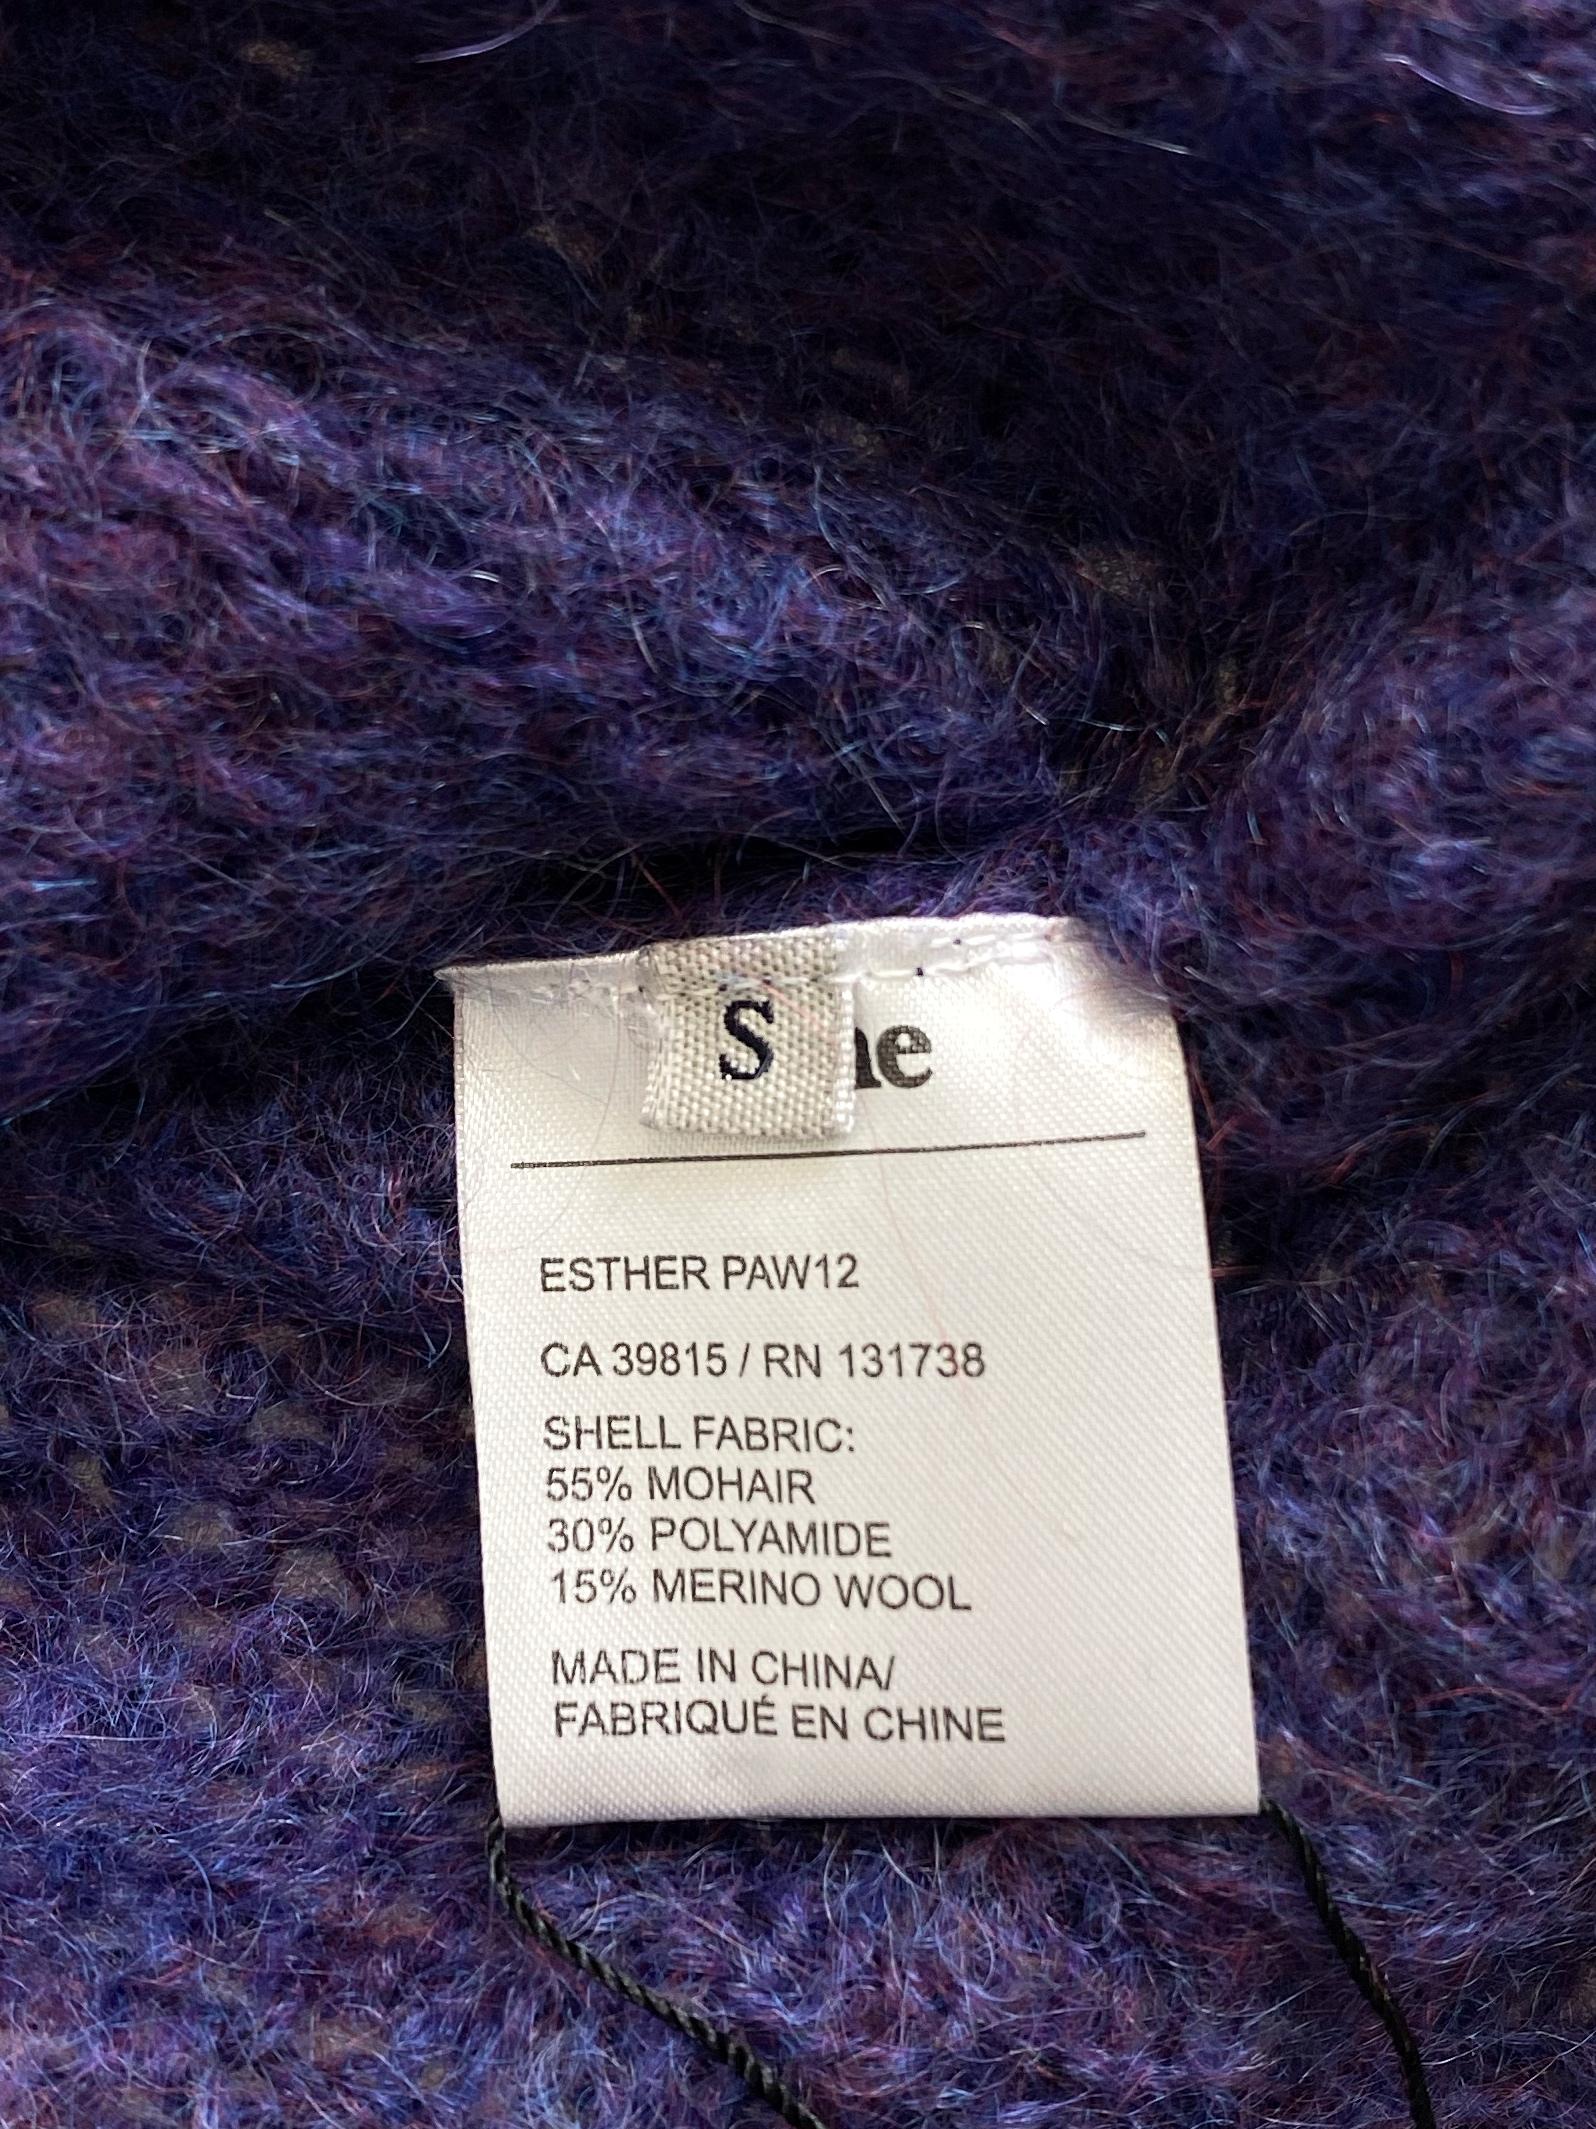 S
ESTHER PAW12
CA 39815 / RN 131738
SHELL FABRIC:
55% MOHAIR
30% POLYAMIDE
15% MERINO WOOL
MADE IN CHINA/
FABRIQUÉ EN CHINE